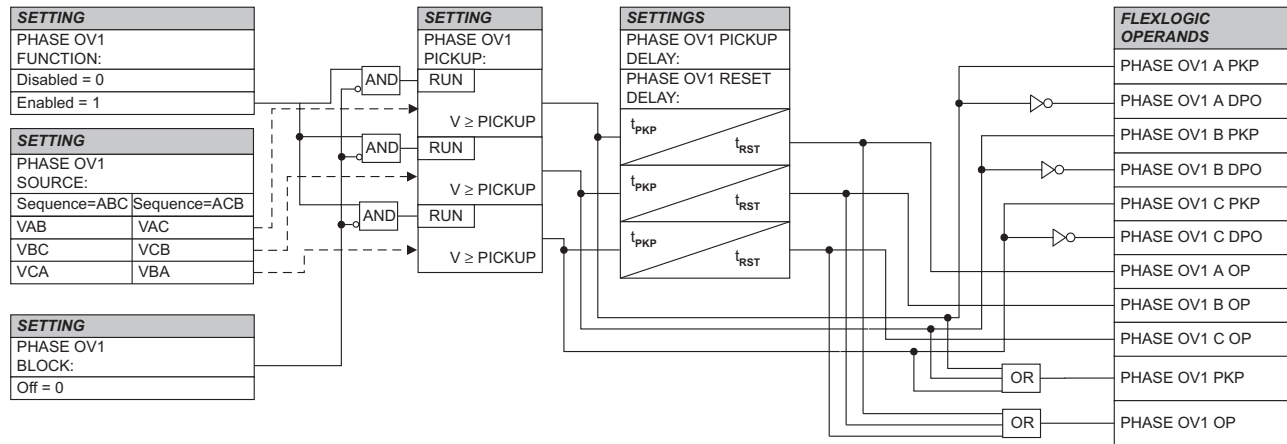 SETTING
PHASE OV1
FUNCTION:
Disabled = 0
Enabled = 1
SETTING
PHASE OV1
SOURCE:
Sequence=ABC Sequence=ACB
VAB VAC
VBC VCB
VCA VBA
SETTING
PHASE OV1
BLOCK:
Off = 0
AND
AND
AND
SETTING
PHASE OV1
PICKUP:
RUN
V ≥ PICKUP
RUN
V ≥ PICKUP
RUN
V ≥ PICKUP
SETTINGS
PHASE OV1 PICKUP
DELAY:
PHASE OV1 RESET
DELAY:
tPKP
tRST
tPKP
tRST
tPKP
tRST
OR
OR
FLEXLOGIC
OPERANDS
PHASE OV1 A PKP
PHASE OV1 A DPO
PHASE OV1 B PKP
PHASE OV1 B DPO
PHASE OV1 C PKP
PHASE OV1 C DPO
PHASE OV1 A OP
PHASE OV1 B OP
PHASE OV1 C OP
PHASE OV1 PKP
PHASE OV1 OP